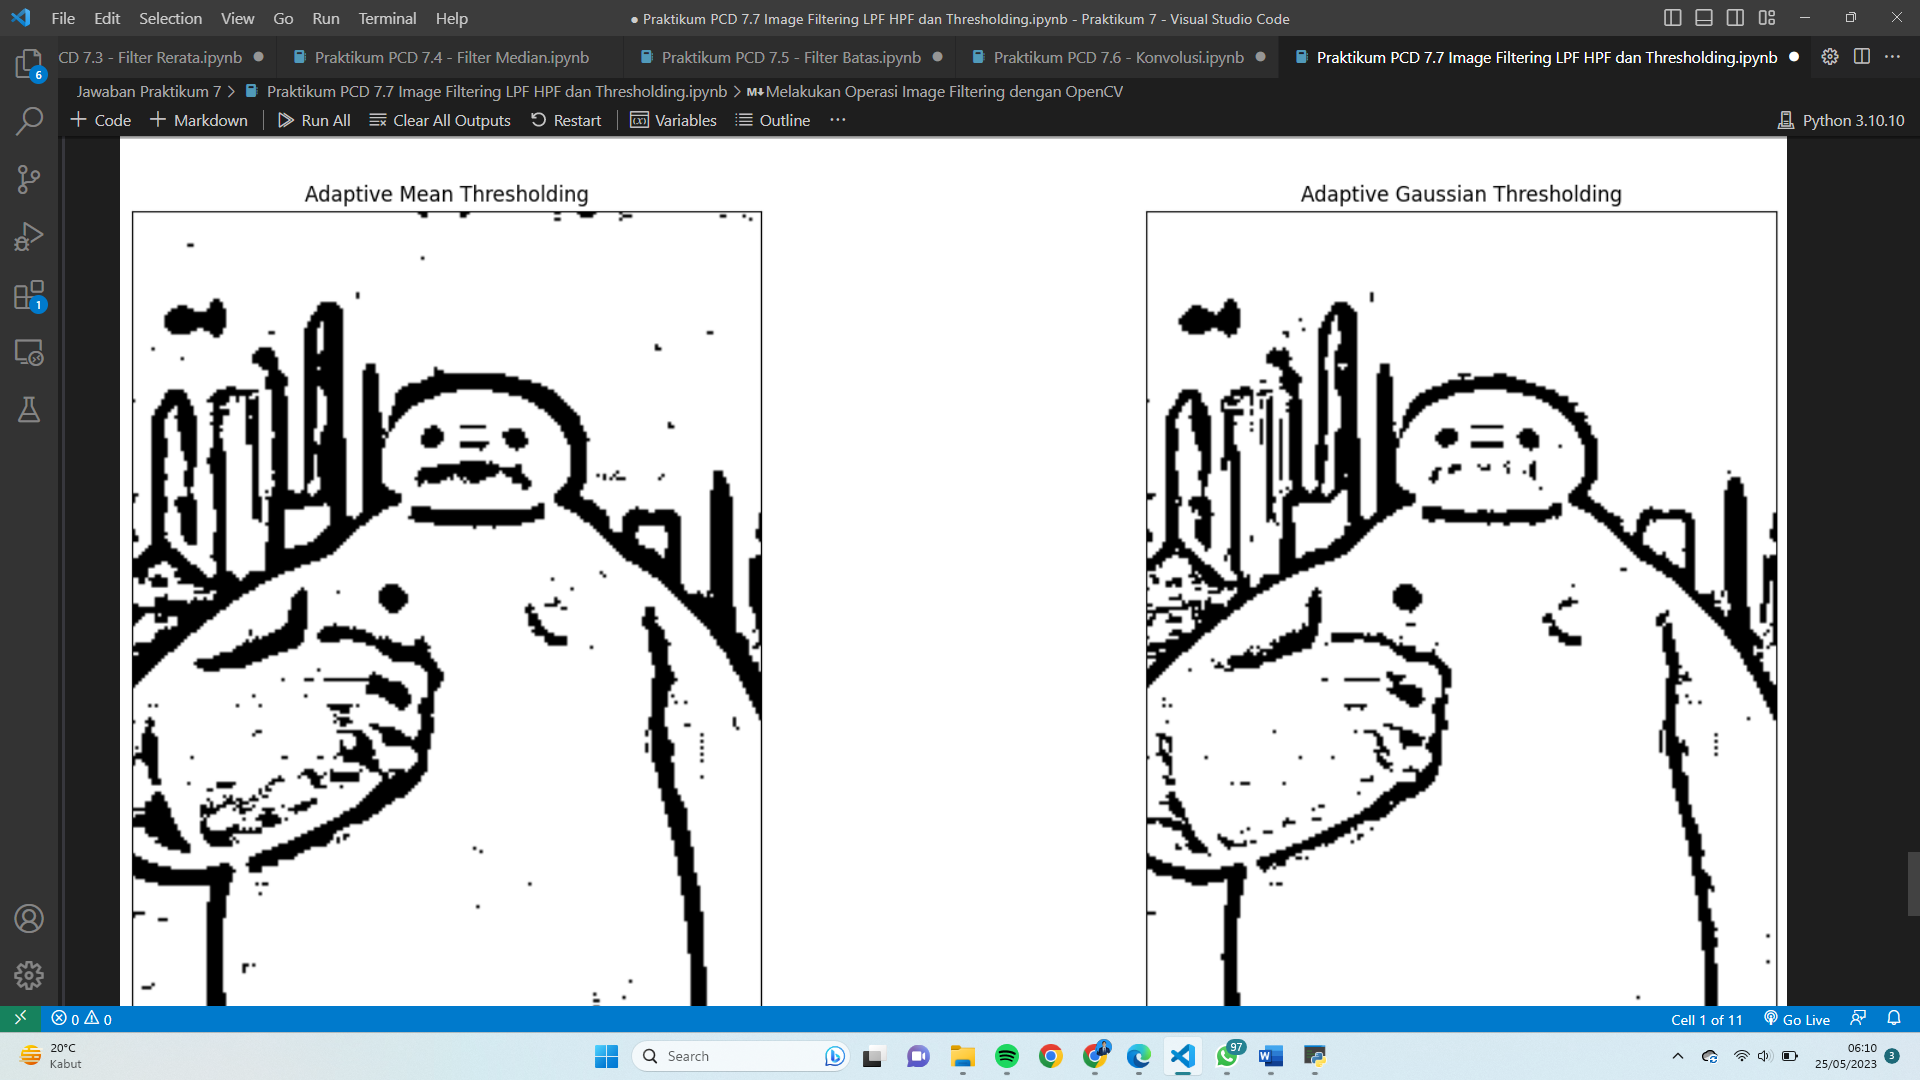 File Edit Selection View Go Run Terminal Help
● Praktikum PCD 7.7 Image Filtering LPF HPF dan Thresholding.ipynb - Praktikum 7 - Visual Studio Code
CD 7.3 - Filter Rerata.ipynb ● Praktikum PCD 7.4 - Filter Median.ipynb Praktikum PCD 7.5 - Filter Batas.ipynb ● Praktikum PCD 7.6 - Konvolusi.ipynb ● Praktikum PCD 7.7 Image Filtering LPF HPF dan Thresholding.ipynb ●
6
Jawaban Praktikum 7 > Praktikum PCD 7.7 Image Filtering LPF HPF dan Thresholding.ipynb > M↓Melakukan Operasi Image Filtering dengan OpenCV
+ Code + Markdown Run All Clear All Outputs Restart Variables Outline ··· Python 3.10.10
Adaptive Mean Thresholding
Adaptive Gaussian Thresholding
1
0 0
Cell 1 of 11 Go Live
20°C
Kabut
Search
97
06:10
25/05/2023
3